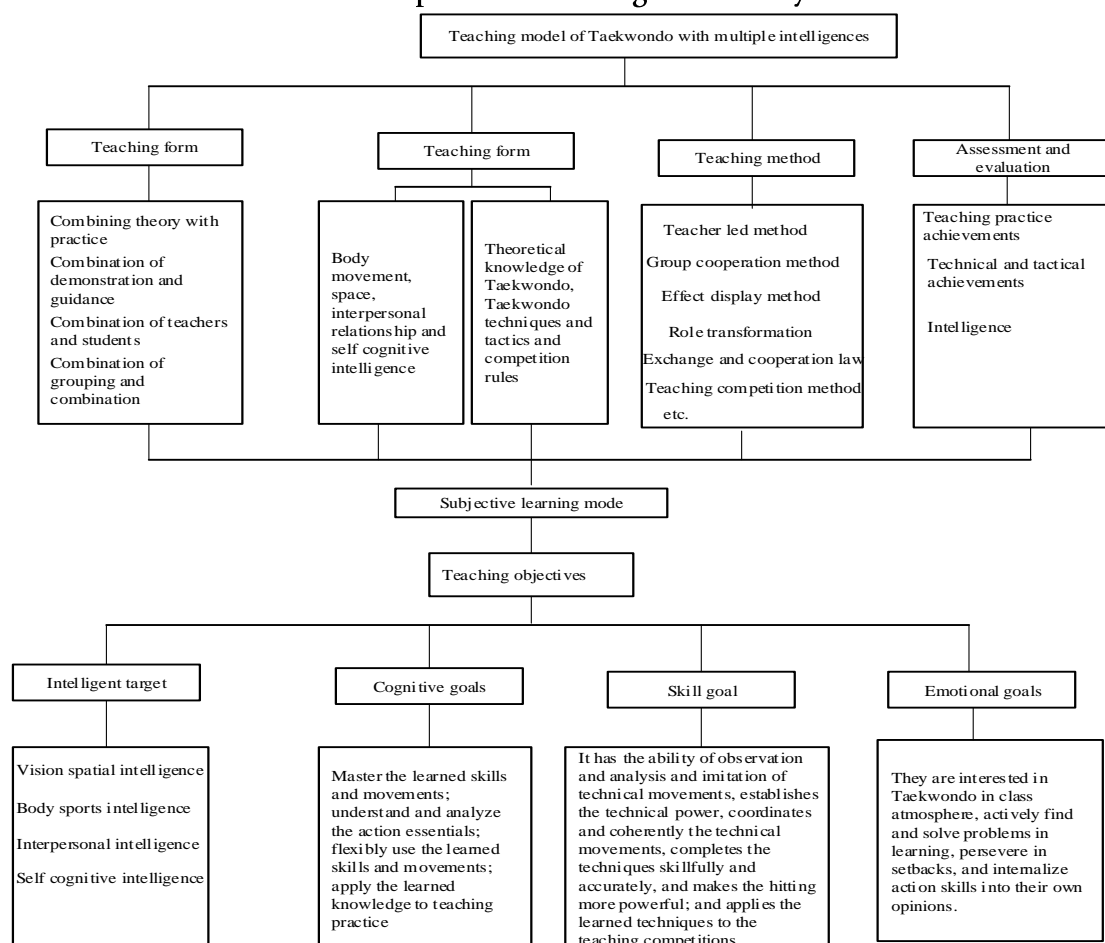 Teaching model of Taekwondo with multiple intelligences
Teaching form
Teaching form
Teaching method
Assessment and
evaluation
Combining theory with
practice
Combination of
demonstration and
guidance
Combination of teachers
and students
Combination of
grouping and
combination
Body
movement,
space,
interpersonal
relationship and
self cognitive
intelligence
Theoretical
knowledge of
Taekwondo,
Taekwondo
techniques and
tactics and
competition
rules
Teacher led method
Group cooperation method
Effect display method
Role transformation
Exchange and cooperation law
Teaching competition method
etc.
Teaching practice
achievements
Technical and tactical
achievements
Intelligence
Subjective learning mode
Teaching objectives
Intelligent target
Cognitive goals
Skill goal
Emotional goals
Vision spatial intelligence
Body sports intelligence
Interpersonal intelligence
Self cognitive intelligence
Master the learned skills
and movements;
understand and analyze
the action essentials;
flexibly use the learned
skills and movements;
apply the learned
knowledge to teaching
practice
It has the ability of observation
and analysis and imitation of
technical movements, establishes
the technical power, coordinates
and coherently the technical
movements, completes the
techniques skillfully and
accurately, and makes the hitting
more powerful; and applies the
learned techniques to the
teaching competitions
They are interested in
Taekwondo in class
atmosphere, actively find
and solve problems in
learning, persevere in
setbacks, and internalize
action skills into their own
opinions.